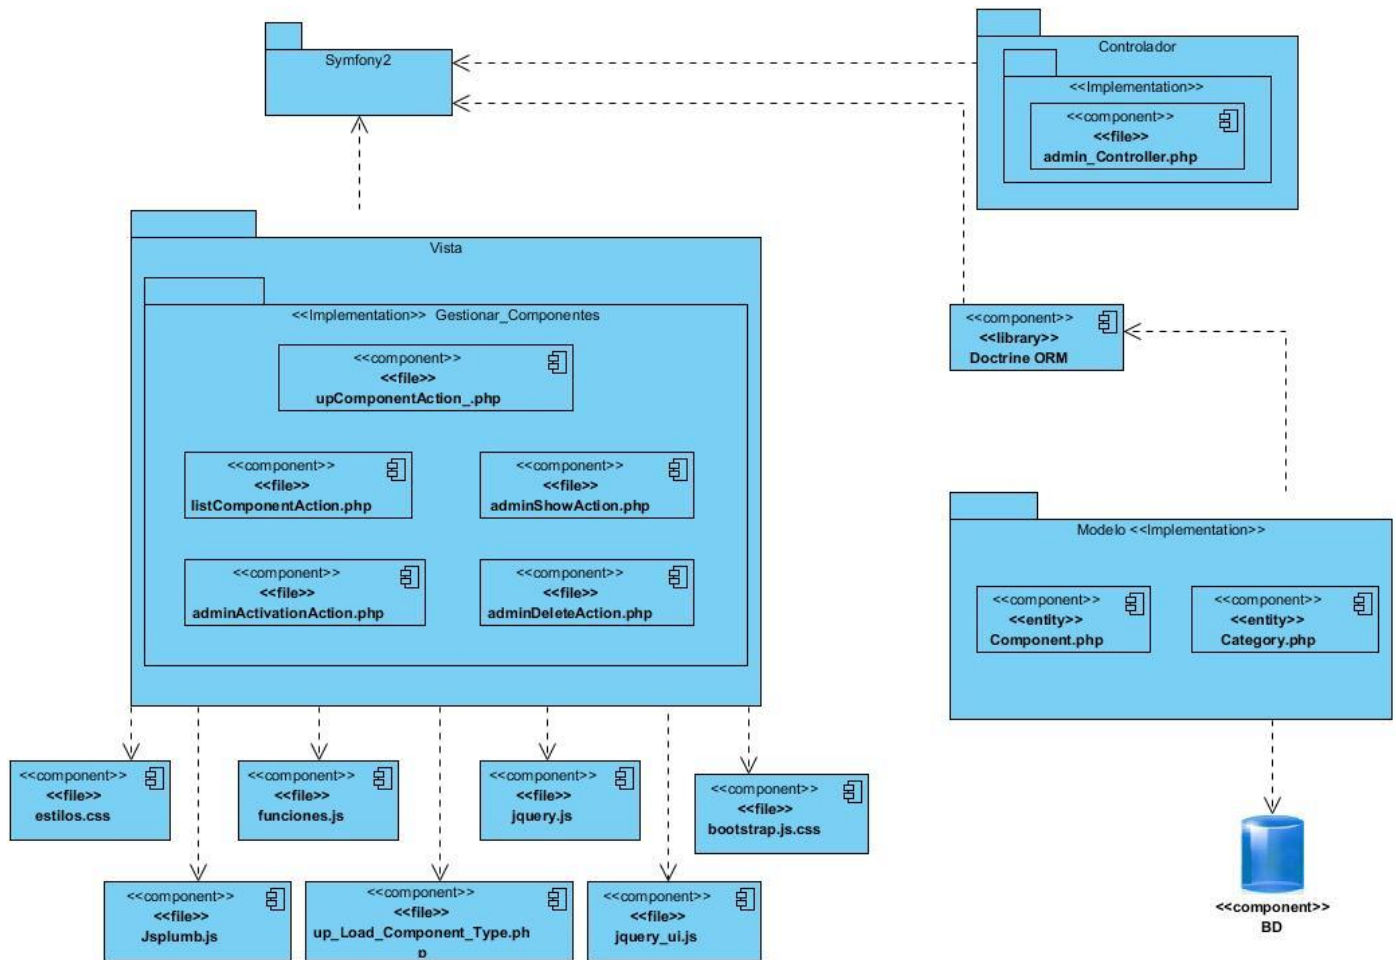 Symfony2
Controlador
<<Implementation>>
<<component>>
<<file>>
admin_Controller.php
Vista
<<Implementation>> Gestionar_Componentes
<<component>>
<<file>>
upComponentAction_.php
<<component>>
<<file>>
listComponentAction.php
<<component>>
<<file>>
adminShowAction.php
<<component>>
<<file>>
adminActivationAction.php
<<component>>
<<file>>
adminDeleteAction.php
<<component>>
<<library>>
Doctrine ORM
Modelo <<Implementation>>
<<component>>
<<entity>>
Component.php
<<component>>
<<entity>>
Category.php
<<component>>
<<file>>
estilos.css
<<component>>
<<file>>
funciones.js
<<component>>
<<file>>
jquery.js
<<component>>
<<file>>
bootstrap.js.css
<<component>>
<<file>>
Jsplumb.js
<<component>>
<<file>>
up_Load_Component_Type.ph
p
<<component>>
<<file>>
jquery_ui.js
<<component>>
BD